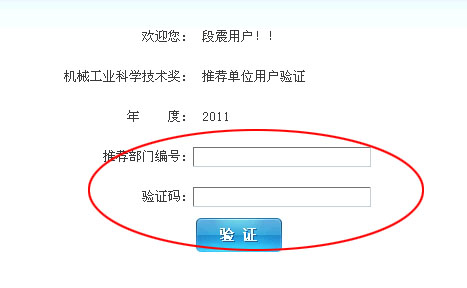 欢迎您： 段震用户！！
机械工业科学技术奖： 推荐单位用户验证
年 度： 2011
推荐部门编号：
验证码：
验 证